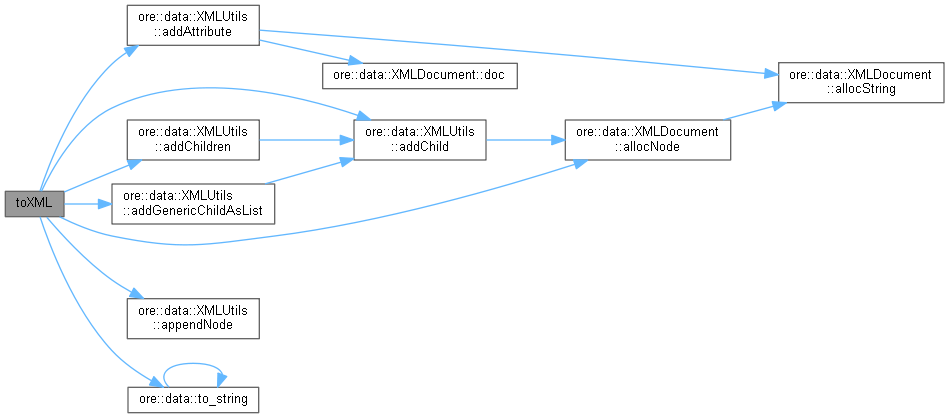 ore::data::XMLUtils
::addAttribute
ore::data::XMLDocument::doc
ore::data::XMLDocument
::allocString
ore::data::XMLUtils
::addChildren
ore::data::XMLUtils
::addChild
ore::data::XMLDocument
::allocNode
toXML
ore::data::XMLUtils
::addGenericChildAsList
ore::data::XMLUtils
::appendNode
ore::data::to_string